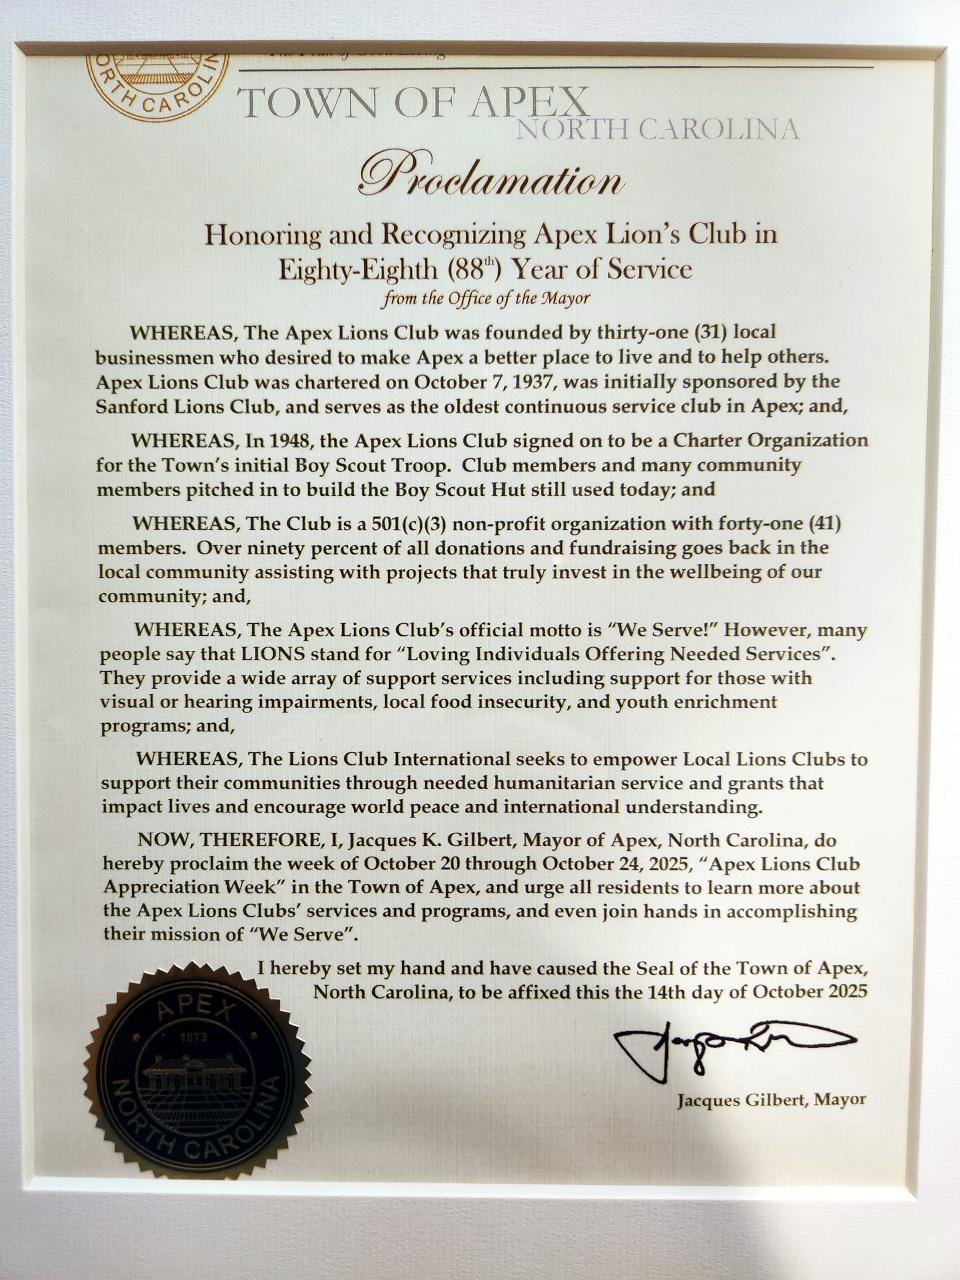 NORTH CAROLINA
TOWN OF APEX
NORTH CAROLINA
Proclamation
Honoring and Recognizing Apex Lion's Club in
Eighty-Eighth (88th) Year of Service
from the Office of the Mayor
WHEREAS, The Apex Lions Club was founded by thirty-one (31) local
businessmen who desired to make Apex a better place to live and to help others.
Apex Lions Club was chartered on October 7, 1937, was initially sponsored by the
Sanford Lions Club, and serves as the oldest continuous service club in Apex; and,
WHEREAS, In 1948, the Apex Lions Club signed on to be a Charter Organization
for the Town's initial Boy Scout Troop. Club members and many community
members pitched in to build the Boy Scout Hut still used today; and
WHEREAS, The Club is a 501(c)(3) non-profit organization with forty-one (41)
members. Over ninety percent of all donations and fundraising goes back in the
local community assisting with projects that truly invest in the wellbeing of our
community; and,
WHEREAS, The Apex Lions Club's official motto is “We Serve!” However, many
people say that LIONS stand for “Loving Individuals Offering Needed Services”.
They provide a wide array of support services including support for those with
visual or hearing impairments, local food insecurity, and youth enrichment
programs; and,
WHEREAS, The Lions Club International seeks to empower Local Lions Clubs to
support their communities through needed humanitarian service and grants that
impact lives and encourage world peace and international understanding.
NOW, THEREFORE, I, Jacques K. Gilbert, Mayor of Apex, North Carolina, do
hereby proclaim the week of October 20 through October 24, 2025, “Apex Lions Club
Appreciation Week” in the Town of Apex, and urge all residents to learn more about
the Apex Lions Clubs' services and programs, and even join hands in accomplishing
their mission of “We Serve”.
I hereby set my hand and have caused the Seal of the Town of Apex,
North Carolina, to be affixed this the 14th day of October 2025
Jacques Gilbert, Mayor
APEX
1873
NORTH CAROLINA